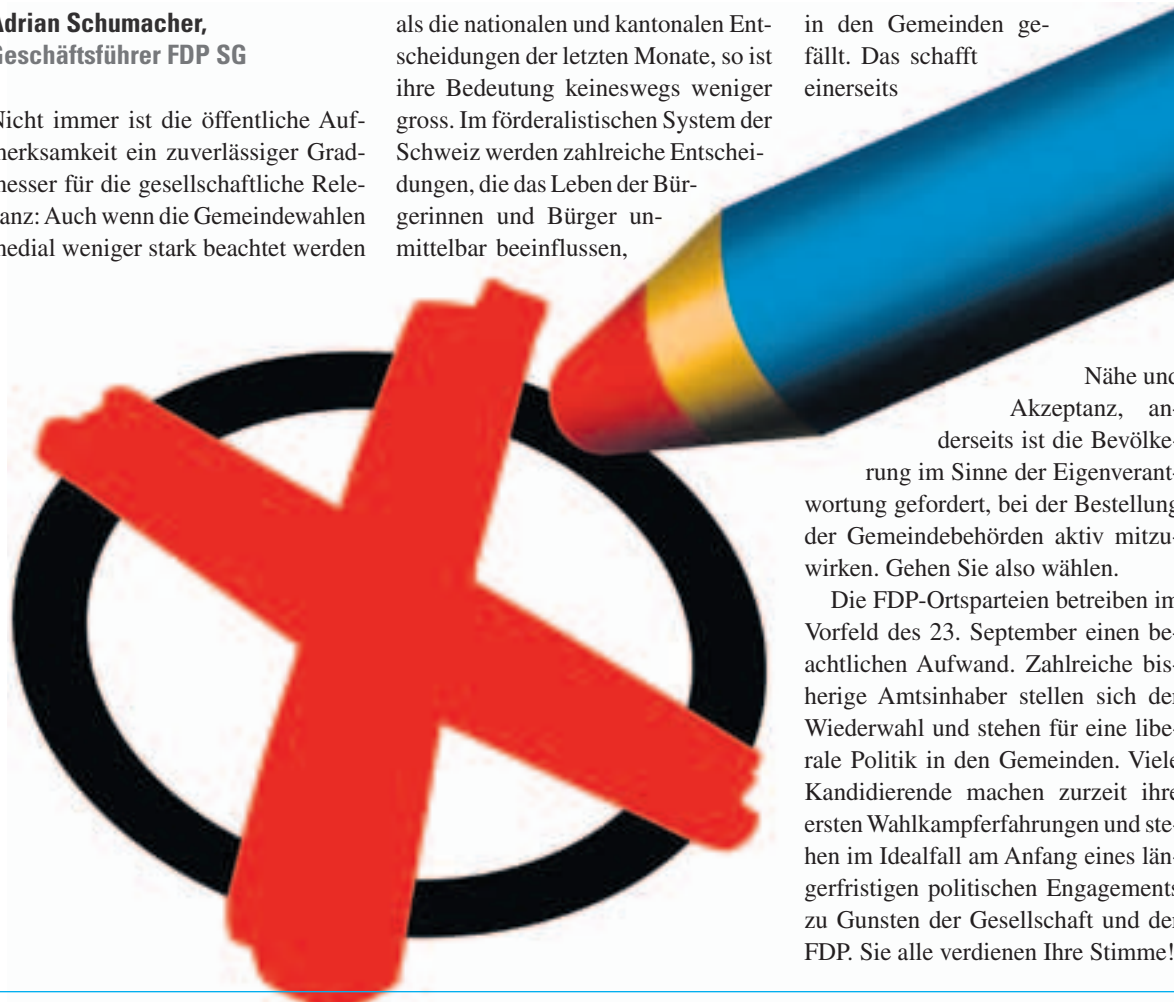 Adrian Schumacher,
Geschäftsführer FDP SG
Nicht immer ist die öffentliche Auf-
merksamkeit ein zuverlässiger Grad-
messer für die gesellschaftliche Rele-
vanz: Auch wenn die Gemeindewahlen
medial weniger stark beachtet werden
als die nationalen und kantonalen Ent-
scheidungen der letzten Monate, so ist
ihre Bedeutung keineswegs weniger
gross. Im förderalistischen System der
Schweiz werden zahlreiche Entschei-
dungen, die das Leben der Bür-
gerinnen und Bürger un-
mittelbar beeinflussen,
in den Gemeinden ge-
fällt. Das schafft
einerseits
Nähe und
Akzeptanz, an-
derseits ist die Bevölke-
rung im Sinne der Eigenverant-
wortung gefordert, bei der Bestellung
der Gemeindebehörden aktiv mitzu-
wirken. Gehen Sie also wählen.
Die FDP-Ortsparteien betreiben im
Vorfeld des 23. September einen be-
achtlichen Aufwand. Zahlreiche bis-
herige Amtsinhaber stellen sich der
Wiederwahl und stehen für eine libe-
rale Politik in den Gemeinden. Viele
Kandidierende machen zurzeit ihre
ersten Wahlkampferfahrungen und ste-
hen im Idealfall am Anfang eines län-
gerfristigen politischen Engagements
zu Gunsten der Gesellschaft und der
FDP. Sie alle verdienen Ihre Stimme!